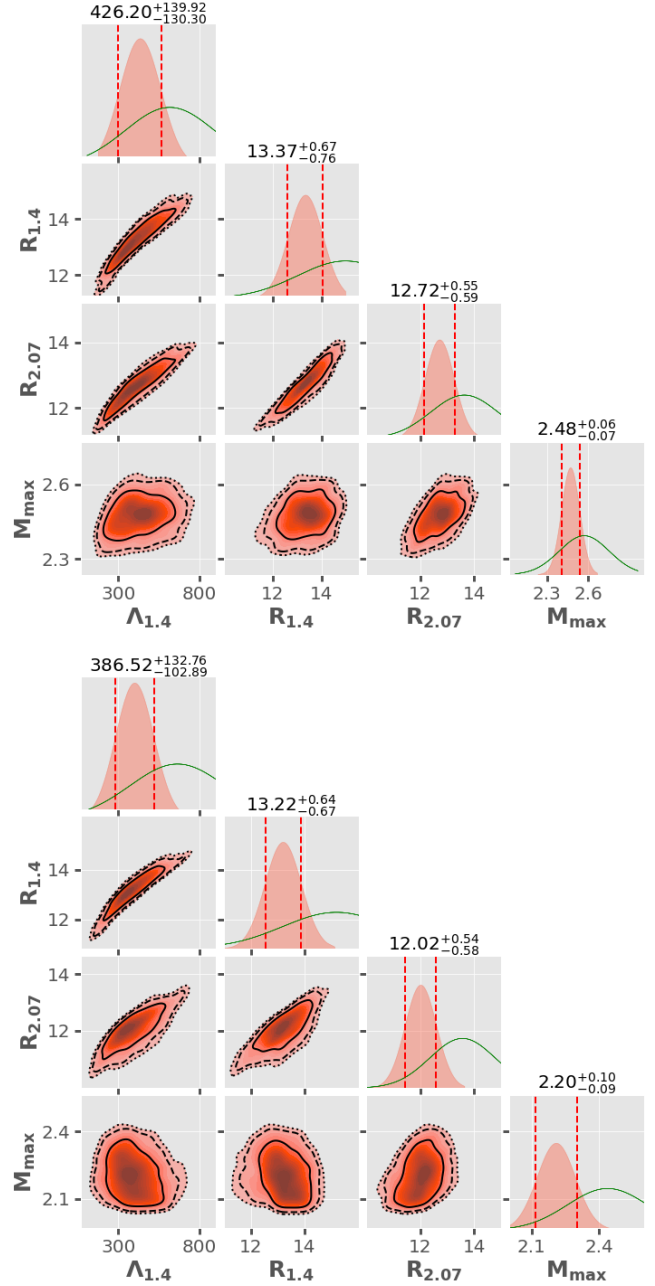 426.20+139.92−130.30
13.37+0.67−0.76
R1.4
14
12
12.72+0.55−0.59
R2.07
14
12
2.48+0.06−0.07
Mmax
2.6
2.3
300 800 12 14 12 14 2.3 2.6
Λ1.4 R1.4 R2.07 Mmax
386.52+132.76−102.89
13.22+0.64−0.67
R1.4
14
12
12.02+0.54−0.58
R2.07
14
12
2.20+0.10−0.09
Mmax
2.4
2.1
300 800 12 14 12 14 2.1 2.4
Λ1.4 R1.4 R2.07 Mmax